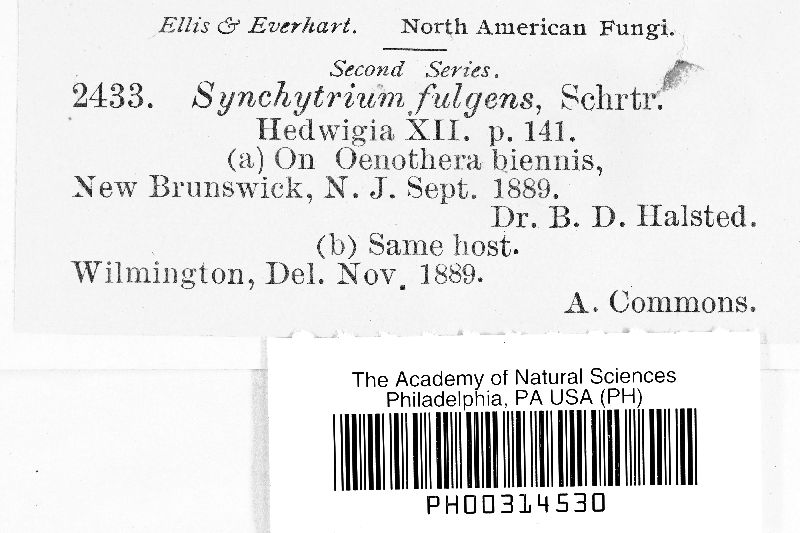 Ellis & Everhart. North American Fungi.
Second Series.
2433. Synchytrium fulgens, Schrtr.
Hedwigia XII. p. 141.
(a) On Oenothera biennis,
New Brunswick, N. J. Sept. 1889.
Dr. B. D. Halsted.
(b) Same host.
Wilmington, Del. Nov. 1889.
A. Commons.
The Academy of Natural Sciences
Philadelphia, PA USA (PH)
PH00314530